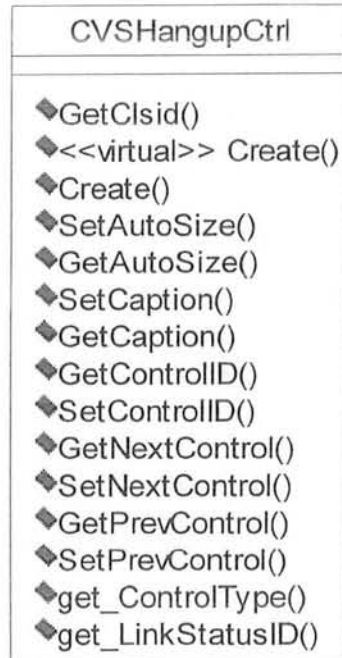 CVSHangupCtrl
GetClsid()
<<virtual>> Create()
Create()
SetAutoSize()
GetAutoSize()
SetCaption()
GetCaption()
GetControlID()
SetControlID()
GetNextControl()
SetNextControl()
GetPrevControl()
SetPrevControl()
get_ControlType()
get_LinkStatusID()